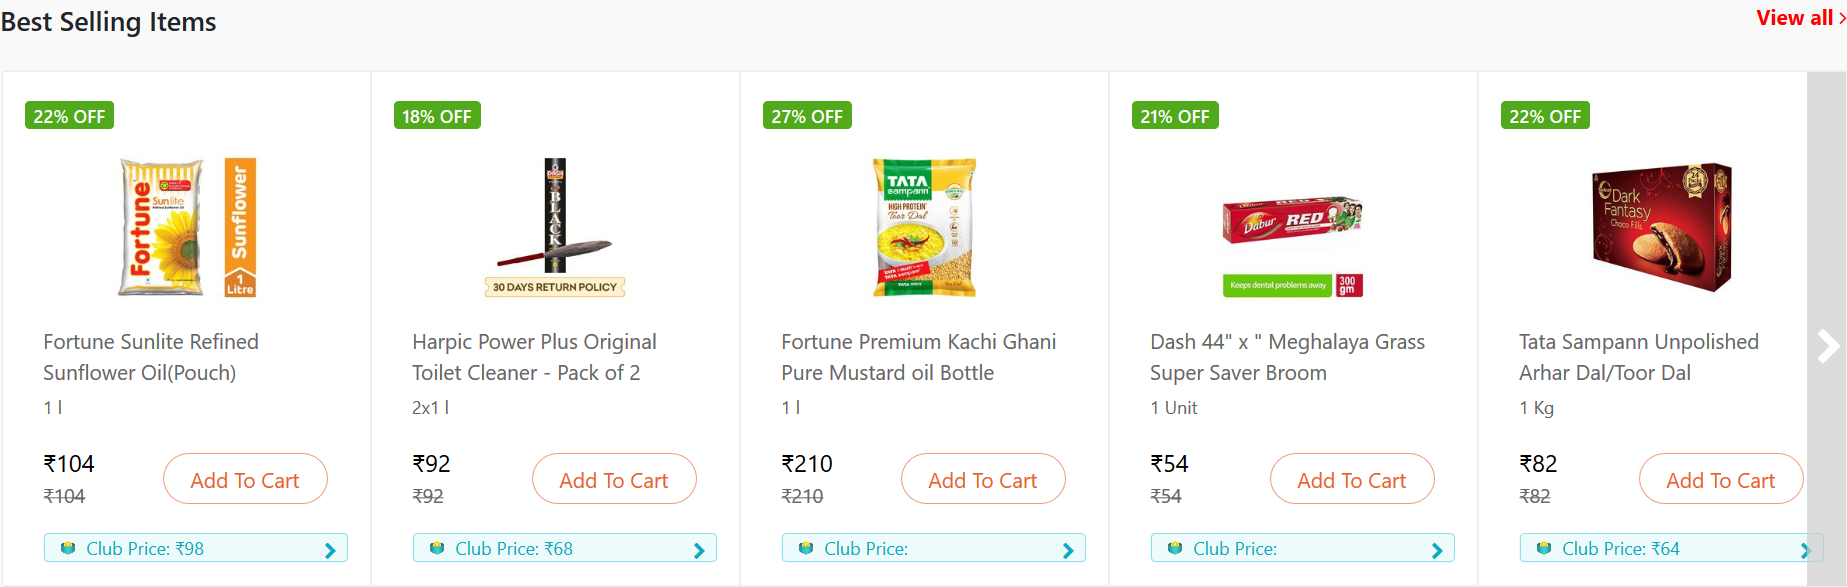 Best Selling Items
View all
22% OFF
Fortune
Sunlite
Sunflower
1
Litre
Fortune Sunlite Refined
Sunflower Oil(Pouch)
1 l
₹104
₹104
Add To Cart
Club Price: ₹98
18% OFF
DASH
BLACK
30 DAYS RETURN POLICY
Harpic Power Plus Original
Toilet Cleaner - Pack of 2
2x1 l
₹92
₹92
Add To Cart
Club Price: ₹68
27% OFF
TATA
sampann
HIGH PROTEIN
Toor Dal
Fortune Premium Kachi Ghani
Pure Mustard oil Bottle
1 l
₹210
₹210
Add To Cart
Club Price:
21% OFF
Dabur RED
Keeps dental problems away
300
gm
Dash 44" x " Meghalaya Grass
Super Saver Broom
1 Unit
₹54
₹54
Add To Cart
Club Price:
22% OFF
Dark
Fantasy
Choco Fills
Tata Sampann Unpolished
Arhar Dal/Toor Dal
1 Kg
₹82
₹82
Add To Cart
Club Price: ₹64